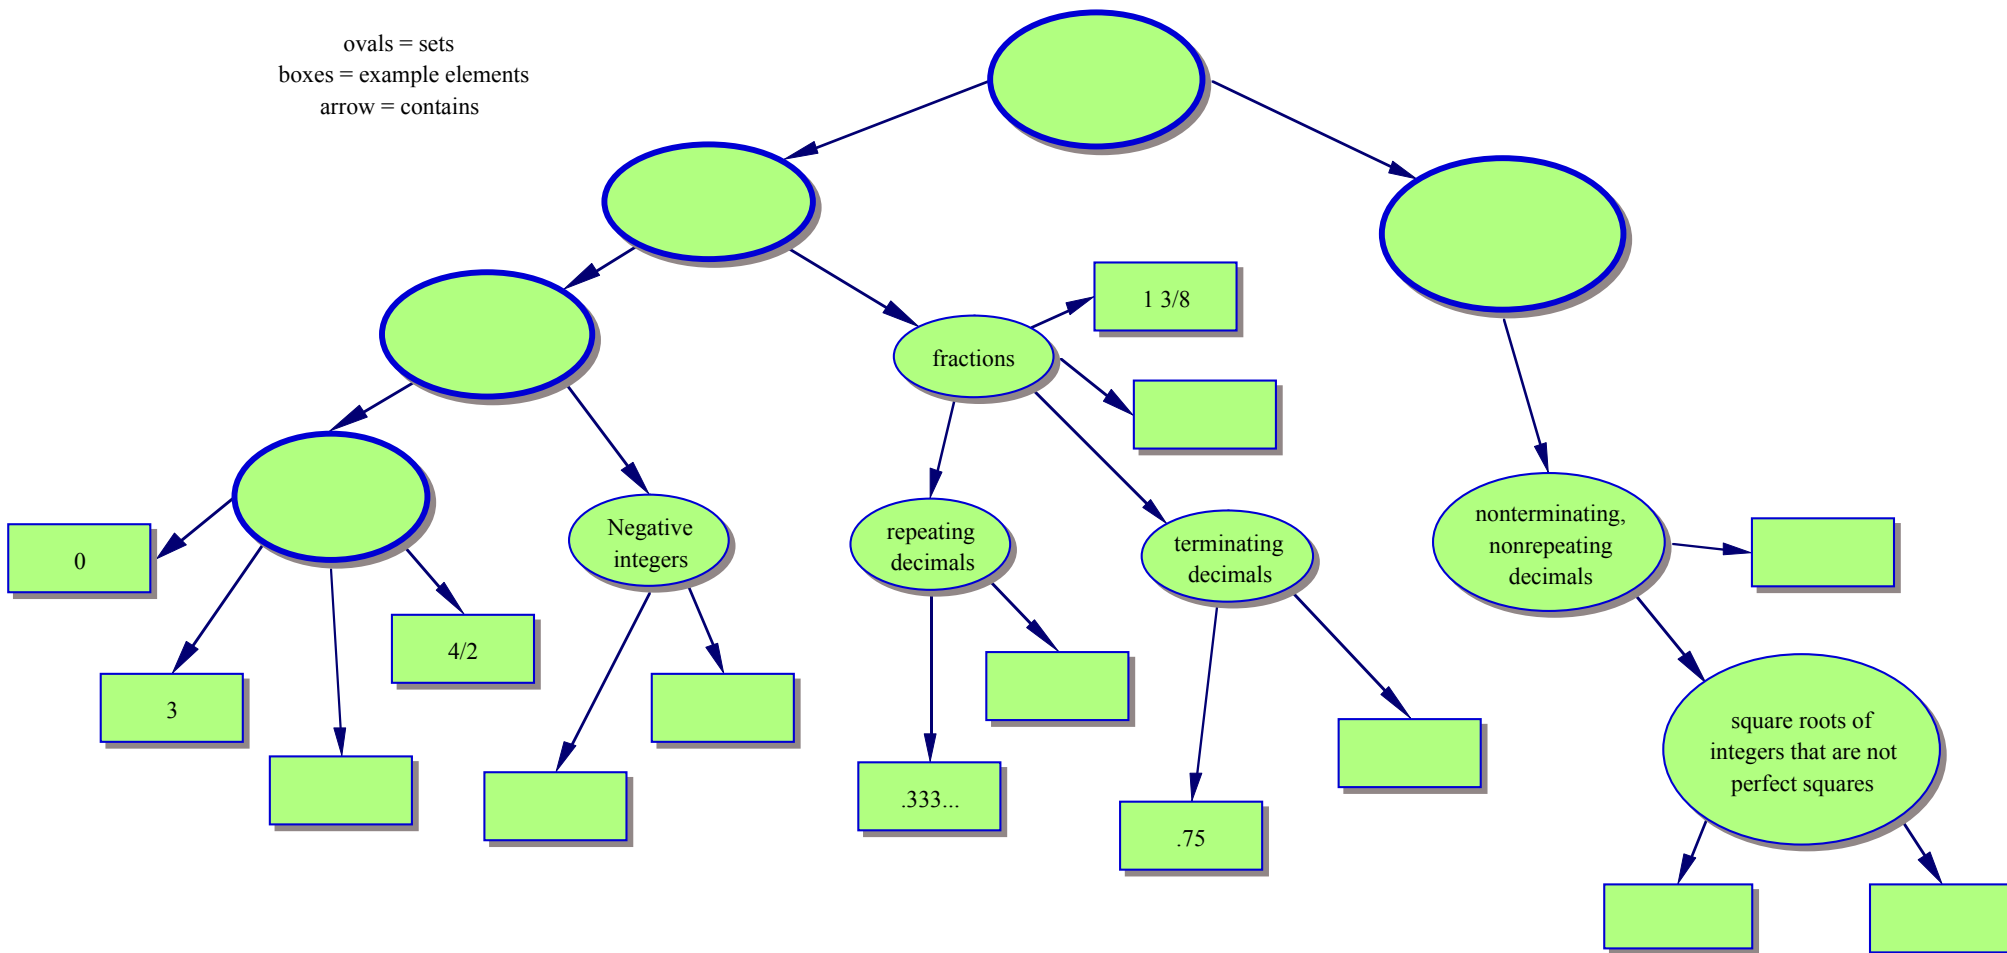 ovals = sets
boxes = example elements
arrow = contains
1 3/8
fractions
0
Negative
integers
repeating
decimals
terminating
decimals
nonterminating,
nonrepeating
decimals
4/2
3
.333...
.75
square roots of
integers that are not
perfect squares